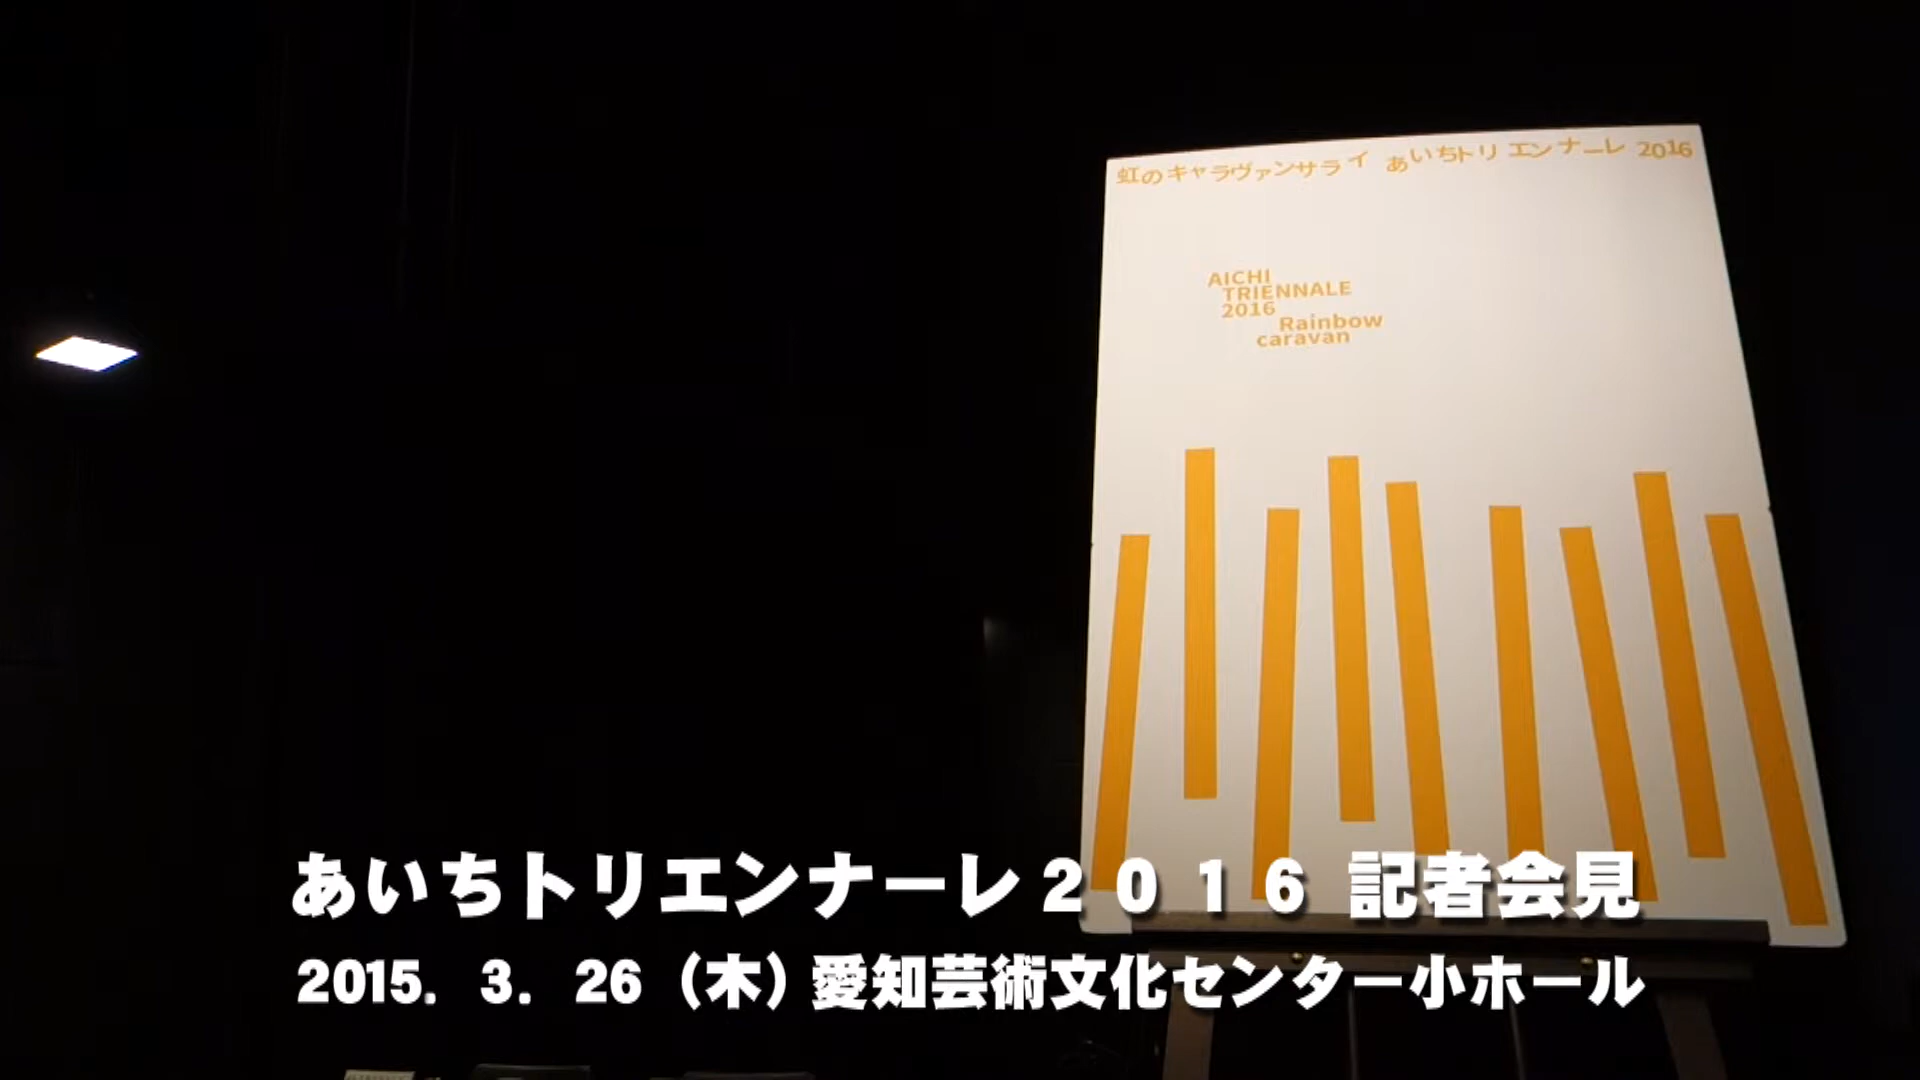 虹のキャラヴァンサライ あいちトリエンナーレ 2016
AICHI
TRIENNALE
2016
Rainbow
caravan
あいちトリエンナーレ２０１６ 記者会見
2015. 3. 26（木）愛知芸術文化センター小ホール